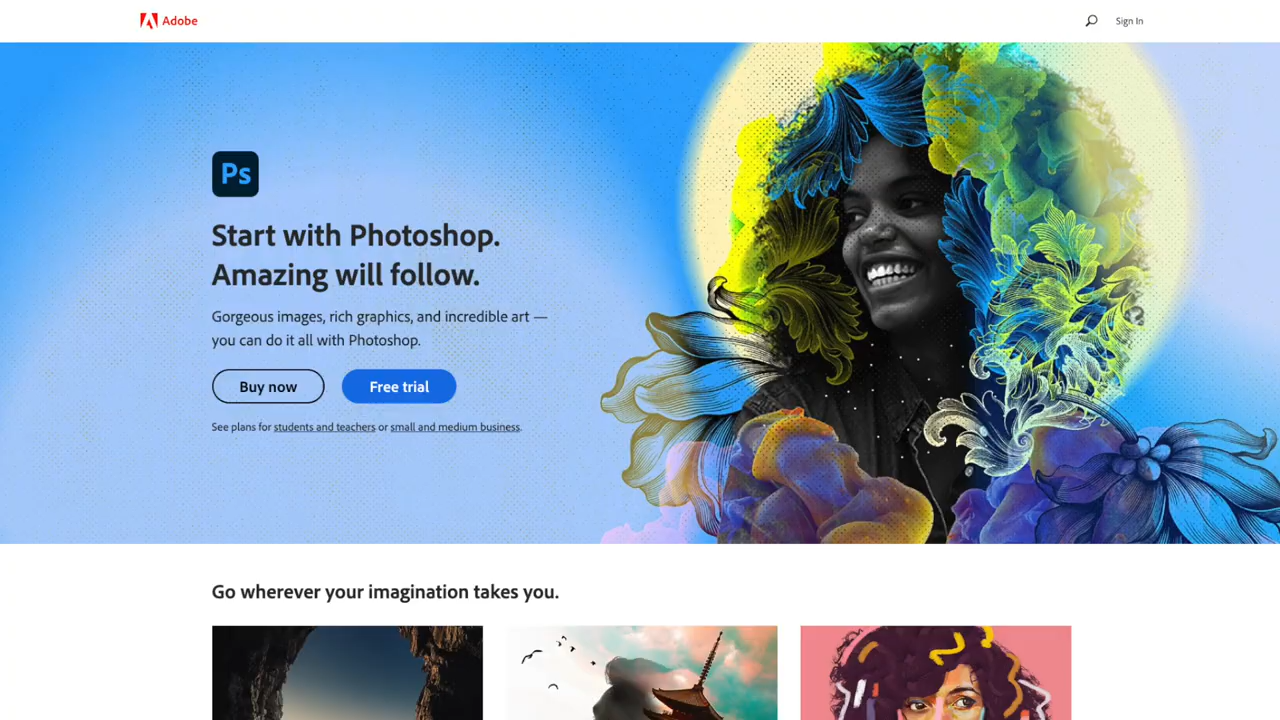 Adobe
Sign In
Ps
Start with Photoshop.
Amazing will follow.
Gorgeous images, rich graphics, and incredible art —
you can do it all with Photoshop.
Buy now
Free trial
See plans for students and teachers or small and medium business.
Go wherever your imagination takes you.